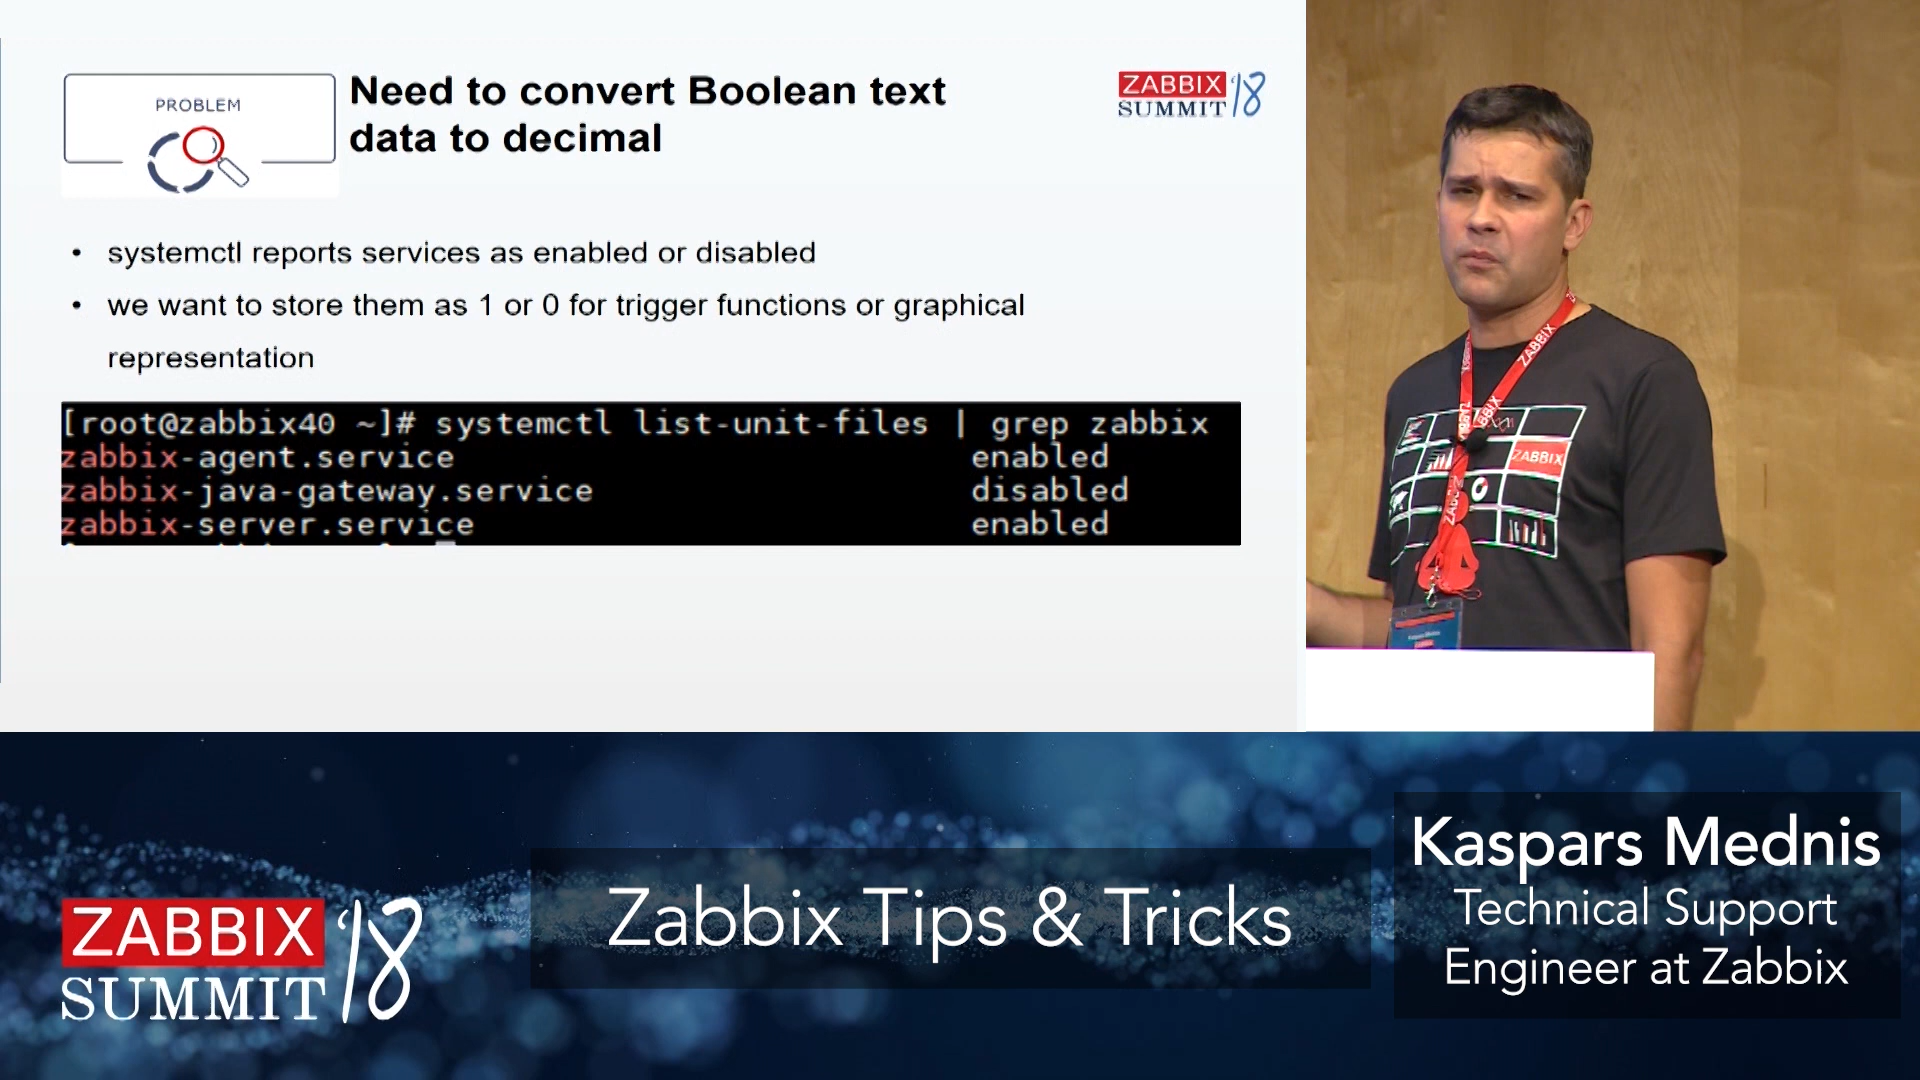 PROBLEM
Need to convert Boolean text
data to decimal
ZABBIX '18
SUMMIT
• systemctl reports services as enabled or disabled
• we want to store them as 1 or 0 for trigger functions or graphical
representation
[root@zabbix40 ~]# systemctl list-unit-files | grep zabbix
zabbix-agent.service enabled
zabbix-java-gateway.service disabled
zabbix-server.service enabled
ZABBIX
ZABBIX
ZABBIX
ZABBIX '18
SUMMIT
Zabbix Tips & Tricks
Kaspars Mednis
Technical Support
Engineer at Zabbix